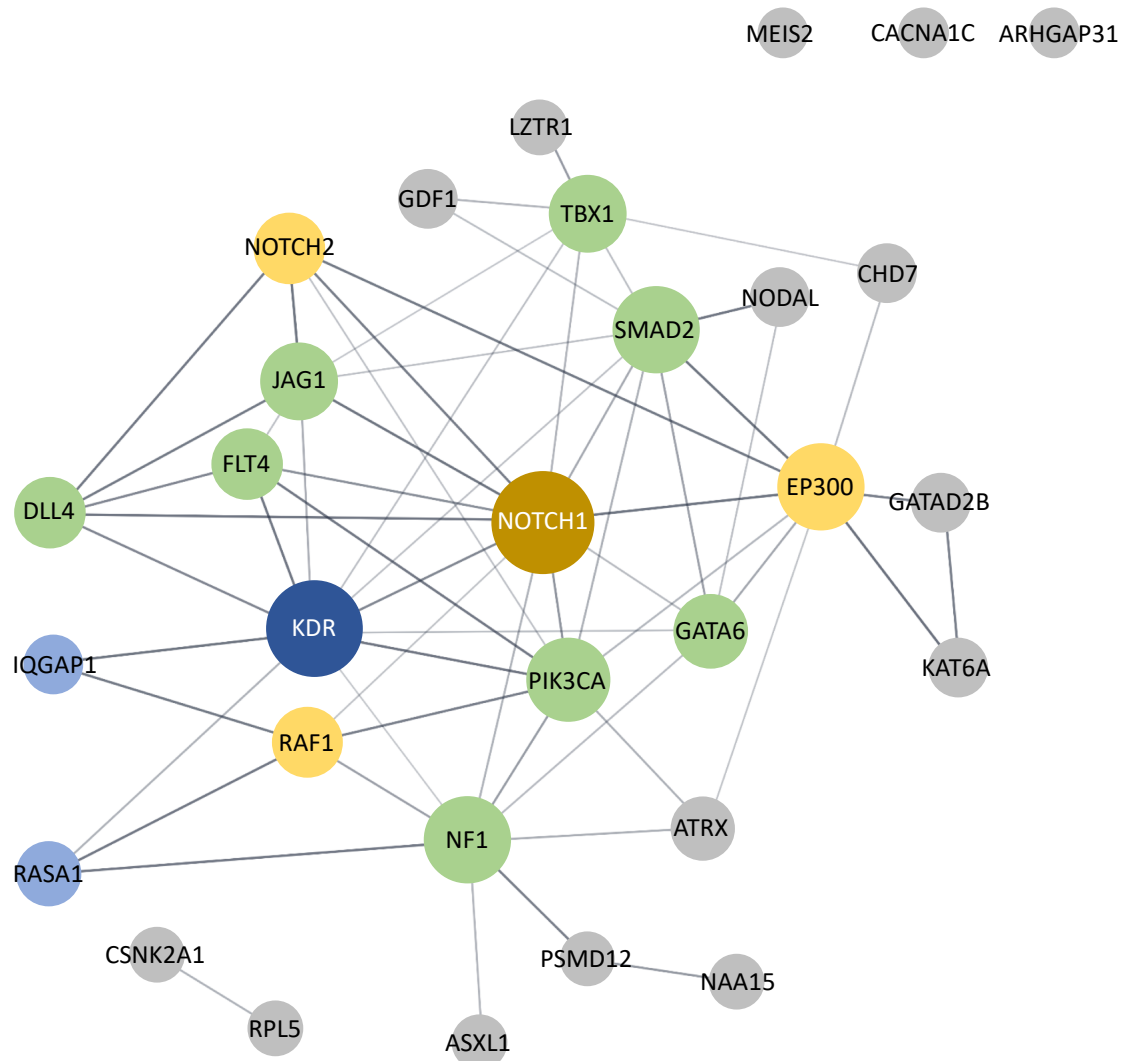 MEIS2
CACNA1C
ARHGAP31
LZTR1
GDF1
TBX1
NOTCH2
CHD7
NODAL
SMAD2
JAG1
FLT4
EP300
GATAD2B
DLL4
NOTCH1
KDR
GATA6
IQGAP1
PIK3CA
KAT6A
RAF1
ATRX
NF1
RASA1
CSNK2A1
PSMD12
NAA15
RPL5
ASXL1